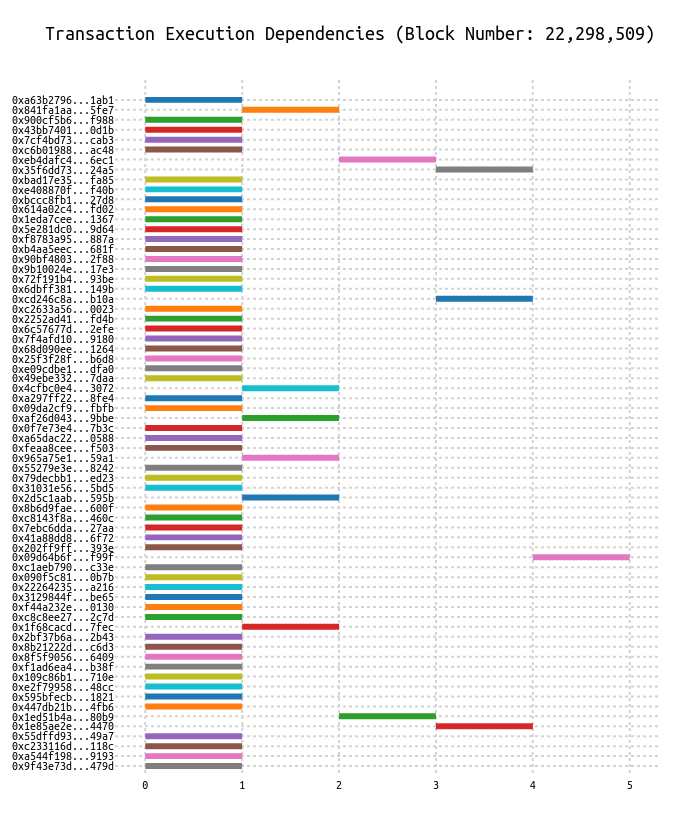 Transaction Execution Dependencies (Block Number: 22,298,509)
0xa63b2796...1ab1
0x841fa1aa...5fe7
0x900cf5b6...f988
0x43bb7401...0d1b
0x7cf4bd73...cab3
0xc6b01988...ac48
0xeb4dafc4...6ec1
0x35f6dd73...24a5
0xbad17e35...fa85
0xe408870f...f40b
0xbccc8fb1...27d8
0x614a02c4...fd02
0x1eda7cee...1367
0x5e281dc0...9d64
0xf8783a95...887a
0xb4aa5eec...681f
0x90bf4803...2f88
0x9b10024e...17e3
0x72f191b4...93be
0x6dbff381...149b
0xcd246c8a...b10a
0xc2633a56...0023
0x2252ad41...fd4b
0x6c57677d...2efe
0x7f4afd10...9180
0x68d090ee...1264
0x25f3f28f...b6d8
0xe09cdbe1...dfa0
0x49ebe332...7daa
0x4cfbc0e4...3072
0xa297ff22...8fe4
0x09da2cf9...fbfb
0xaf26d043...9bbe
0x0f7e73e4...7b3c
0xa65dac22...0588
0xfeaa8cee...f503
0x965a75e1...59a1
0x55279e3e...8242
0x79decbb1...ed23
0x31031e56...5bd5
0x2d5c1aab...595b
0x8b6d9fae...600f
0xc8143f8a...460c
0x7ebc6dda...27aa
0x41a88dd8...6f72
0x202ff9ff...393e
0x09d64b6f...f99f
0xc1aeb790...c33e
0x090f5c81...0b7b
0x22264235...a216
0x3129844f...be65
0xf44a232e...0130
0xc8c8ee27...2c7d
0x1f68cacd...7fec
0x2bf37b6a...2b43
0x8b21222d...c6d3
0x8f5f9056...6409
0xf1ad6ea4...b38f
0x109c86b1...710e
0xe2f79958...48cc
0x595bfecb...1821
0x447db21b...4fb6
0x1ed51b4a...80b9
0x1e85ae2e...4470
0x55dffd93...49a7
0xc233116d...118c
0xa544f198...9193
0x9f43e73d...479d
0 1 2 3 4 5